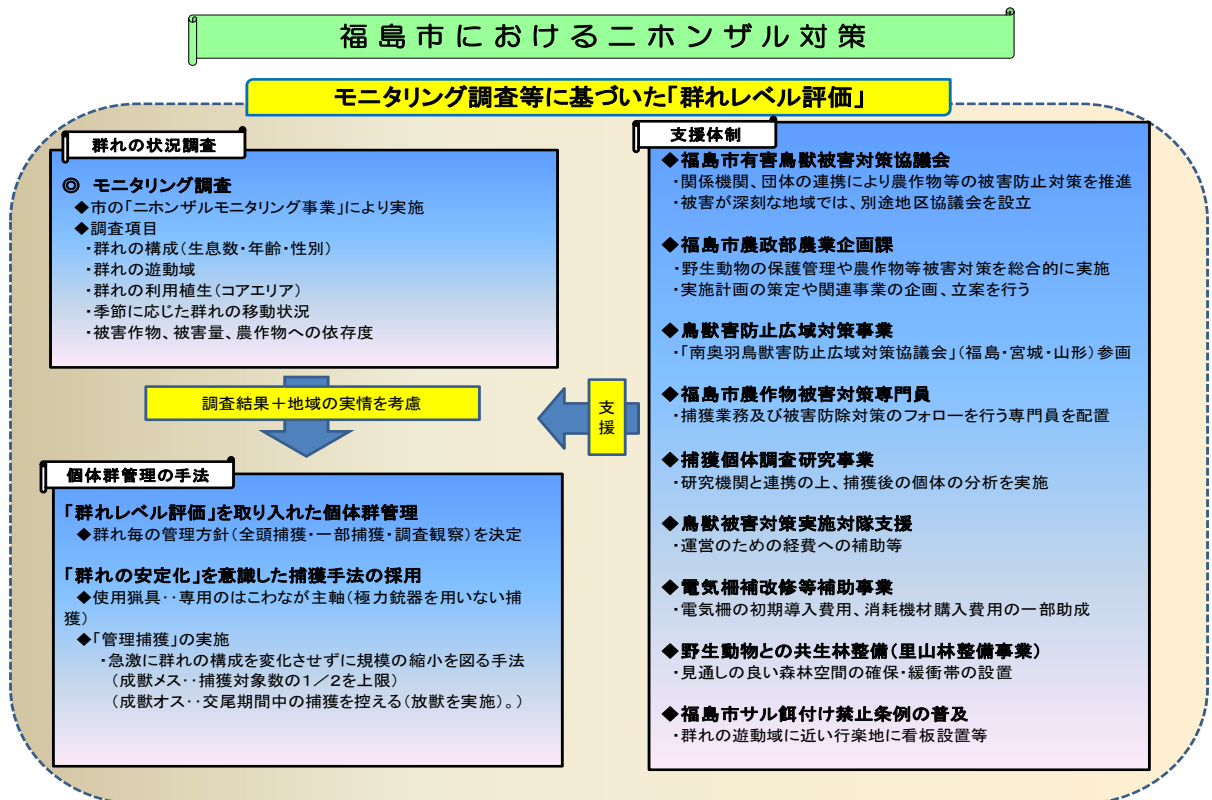 福島市におけるニホンザル対策
モニタリング調査等に基づいた「群れレベル評価」
群れの状況調査
◎ モニタリング調査
◆市の「ニホンザルモニタリング事業」により実施
◆調査項目
・群れの構成(生息数・年齢・性別)
・群れの遊動域
・群れの利用植生(コアエリア)
・季節に応じた群れの移動状況
・被害作物、被害量、農作物への依存度
調査結果+地域の実情を考慮
個体群管理の手法
「群れレベル評価」を取り入れた個体群管理
◆群れ毎の管理方針(全頭捕獲・一部捕獲・調査観察)を決定
「群れの安定化」を意識した捕獲手法の採用
◆使用猟具‥専用のはこわなが主軸(極力銃器を用いない捕
獲)
◆「管理捕獲」の実施
・急激に群れの構成を変化させずに規模の縮小を図る手法
(成獣メス‥捕獲対象数の1/2を上限)
(成獣オス‥交尾期間中の捕獲を控える(放獣を実施)。)
支
援
支援体制
◆福島市有害鳥獣被害対策協議会
・関係機関、団体の連携により農作物等の被害防止対策を推進
・被害が深刻な地域では、別途地区協議会を設立
◆福島市農政部農業企画課
・野生動物の保護管理や農作物等被害対策を総合的に実施
・実施計画の策定や関連事業の企画、立案を行う
◆鳥獣害防止広域対策事業
・「南奥羽鳥獣害防止広域対策協議会」(福島・宮城・山形)参画
◆福島市農作物被害対策専門員
・捕獲業務及び被害防除対策のフォローを行う専門員を配置
◆捕獲個体調査研究事業
・研究機関と連携の上、捕獲後の個体の分析を実施
◆鳥獣被害対策実施対隊支援
・運営のための経費への補助等
◆電気柵補改修等補助事業
・電気柵の初期導入費用、消耗機材購入費用の一部助成
◆野生動物との共生林整備(里山林整備事業)
・見通しの良い森林空間の確保・緩衝帯の設置
◆福島市サル餌付け禁止条例の普及
・群れの遊動域に近い行楽地に看板設置等